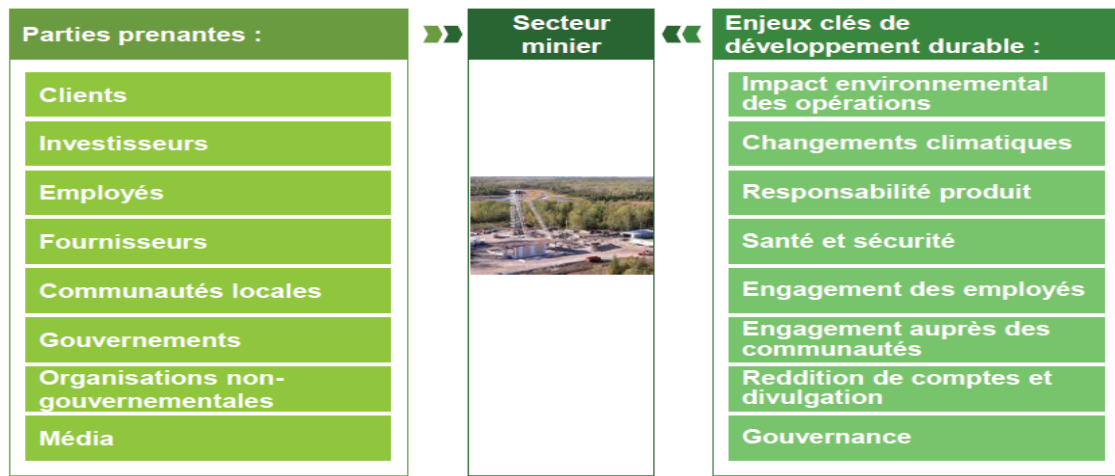 Parties prenantes :
Clients
Investisseurs
Employés
Fournisseurs
Communautés locales
Gouvernements
Organisations non-
gouvernementales
Média
Secteur
minier
Enjeux clés de
développement durable :
Impact environnemental
des opérations
Changements climatiques
Responsabilité produit
Santé et sécurité
Engagement des employés
Engagement auprès des
communautés
Reddition de comptes et
divulgation
Gouvernance